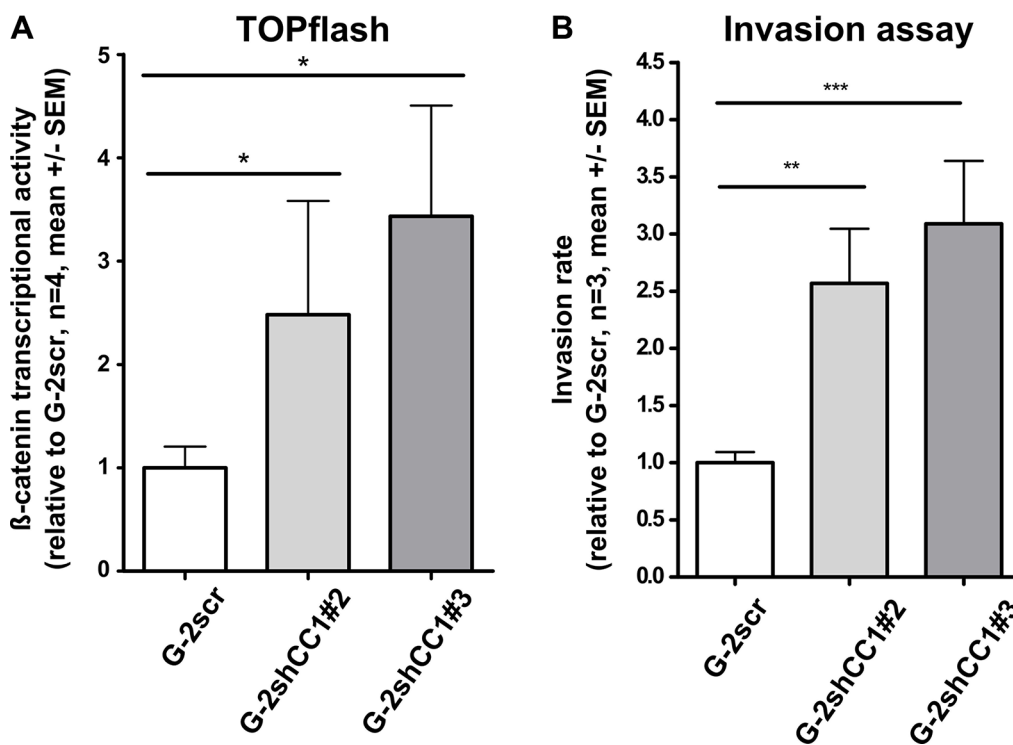 A
TOPflash
ß-catenin transcriptional activity
(relative to G-2scr, n=4, mean +/- SEM)
5
4
3
2
1
0
*
*
G-2scr
G-2shCC1#2
G-2shCC1#3
B
Invasion assay
Invasion rate
(relative to G-2scr, n=3, mean +/- SEM)
4.5
4.0
3.5
3.0
2.5
2.0
1.5
1.0
0.5
0.0
***
**
G-2scr
G-2shCC1#2
G-2shCC1#3